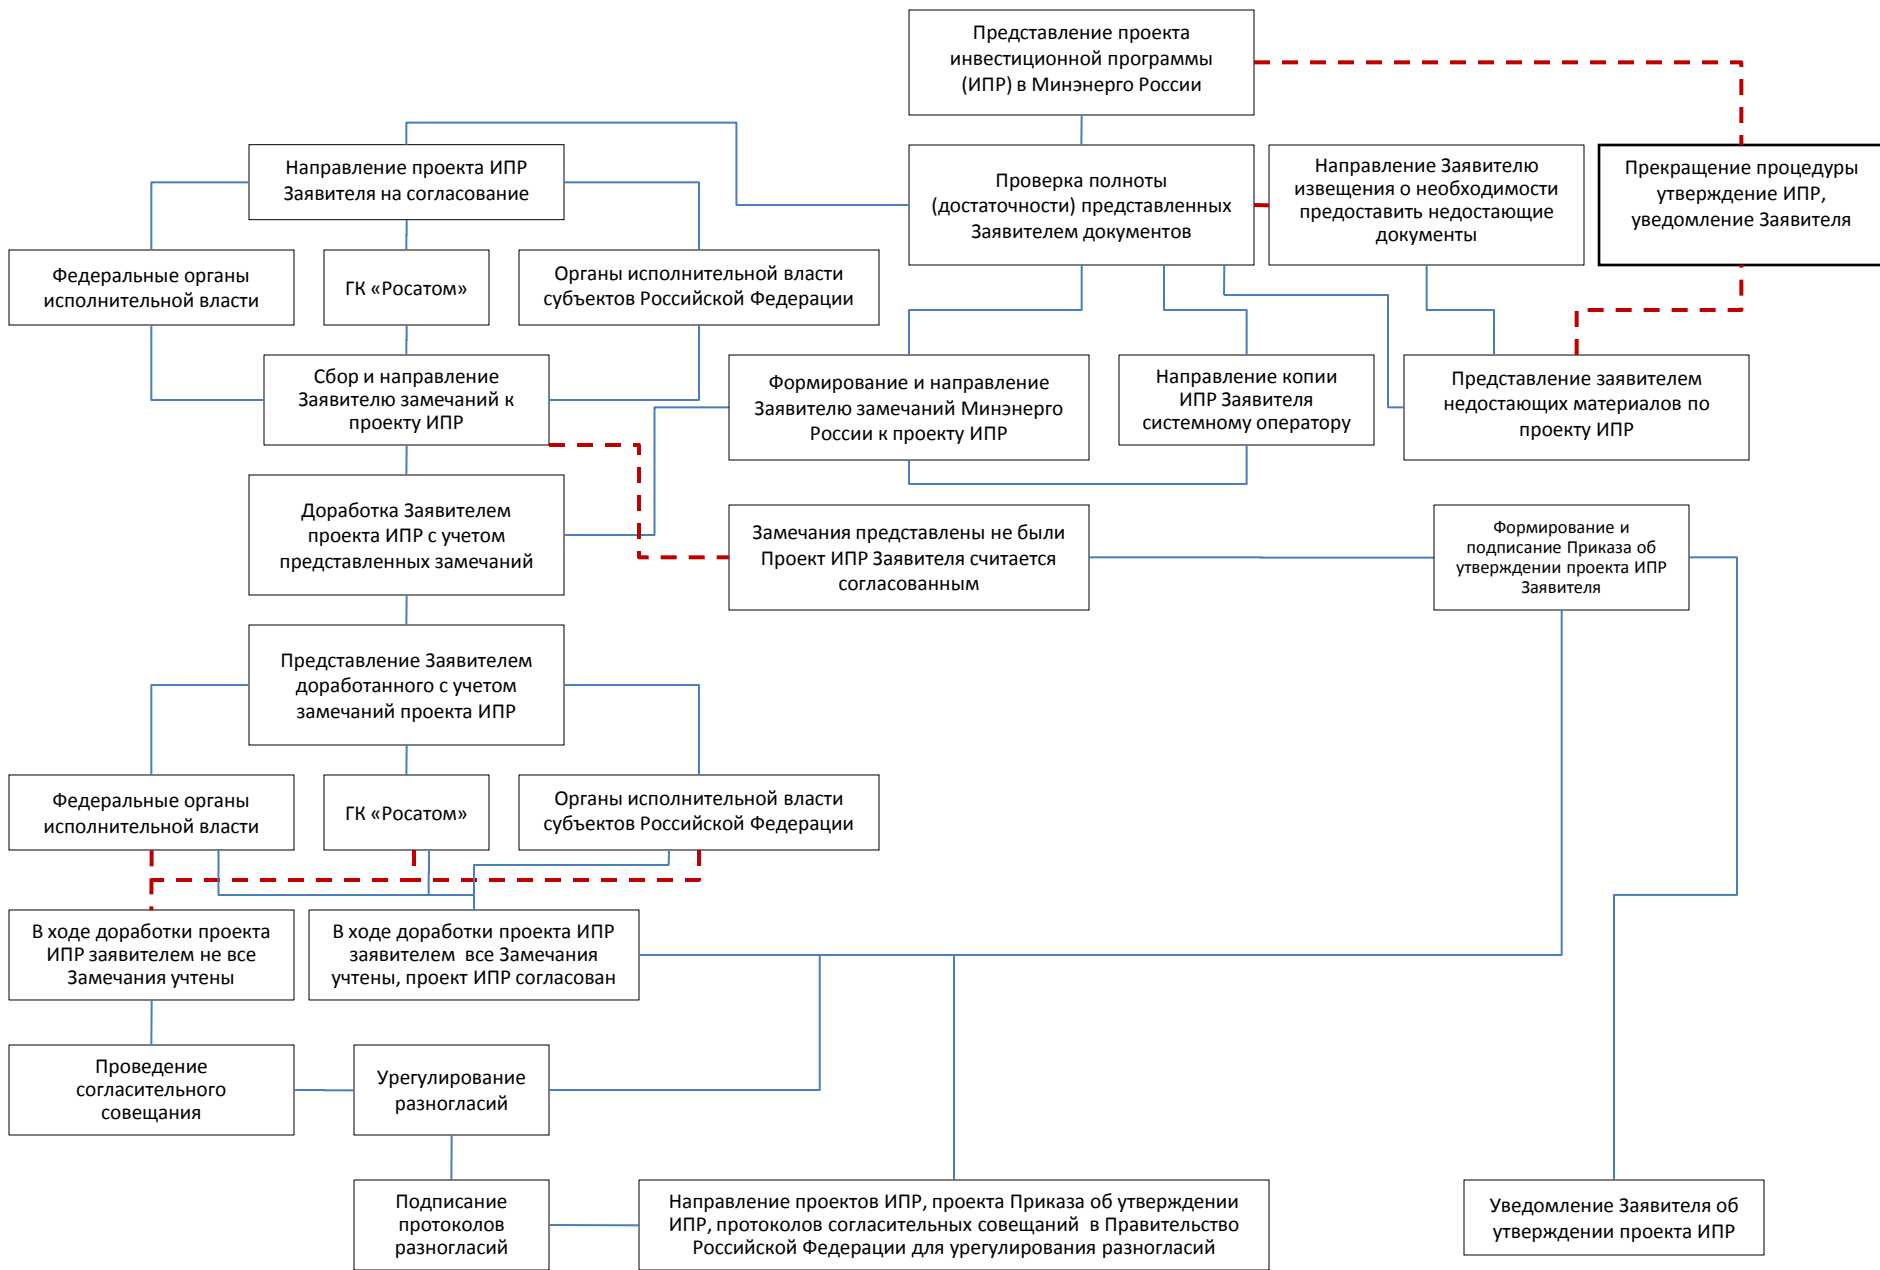 Представление проекта
инвестиционной программы
(ИПР) в Минэнерго России
Направление проекта ИПР
Заявителя на согласование
Проверка полноты
(достаточности) представленных
Заявителем документов
Направление Заявителю
извещения о необходимости
предоставить недостающие
документы
Прекращение процедуры
утверждение ИПР,
уведомление Заявителя
Федеральные органы
исполнительной власти
ГК «Росатом»
Органы исполнительной власти
субъектов Российской Федерации
Сбор и направление
Заявителю замечаний к
проекту ИПР
Формирование и направление
Заявителю замечаний Минэнерго
России к проекту ИПР
Направление копии
ИПР Заявителя
системному оператору
Представление заявителем
недостающих материалов по
проекту ИПР
Доработка Заявителем
проекта ИПР с учетом
представленных замечаний
Замечания представлены не были
Проект ИПР Заявителя считается
согласованным
Формирование и
подписание Приказа об
утверждении проекта ИПР
Заявителя
Представление Заявителем
доработанного с учетом
замечаний проекта ИПР
Федеральные органы
исполнительной власти
ГК «Росатом»
Органы исполнительной власти
субъектов Российской Федерации
В ходе доработки проекта
ИПР заявителем не все
Замечания учтены
В ходе доработки проекта ИПР
заявителем все Замечания
учтены, проект ИПР согласован
Проведение
согласительного
совещания
Урегулирование
разногласий
Подписание
протоколов
разногласий
Направление проектов ИПР, проекта Приказа об утверждении
ИПР, протоколов согласительных совещаний в Правительство
Российской Федерации для урегулирования разногласий
Уведомление Заявителя об
утверждении проекта ИПР